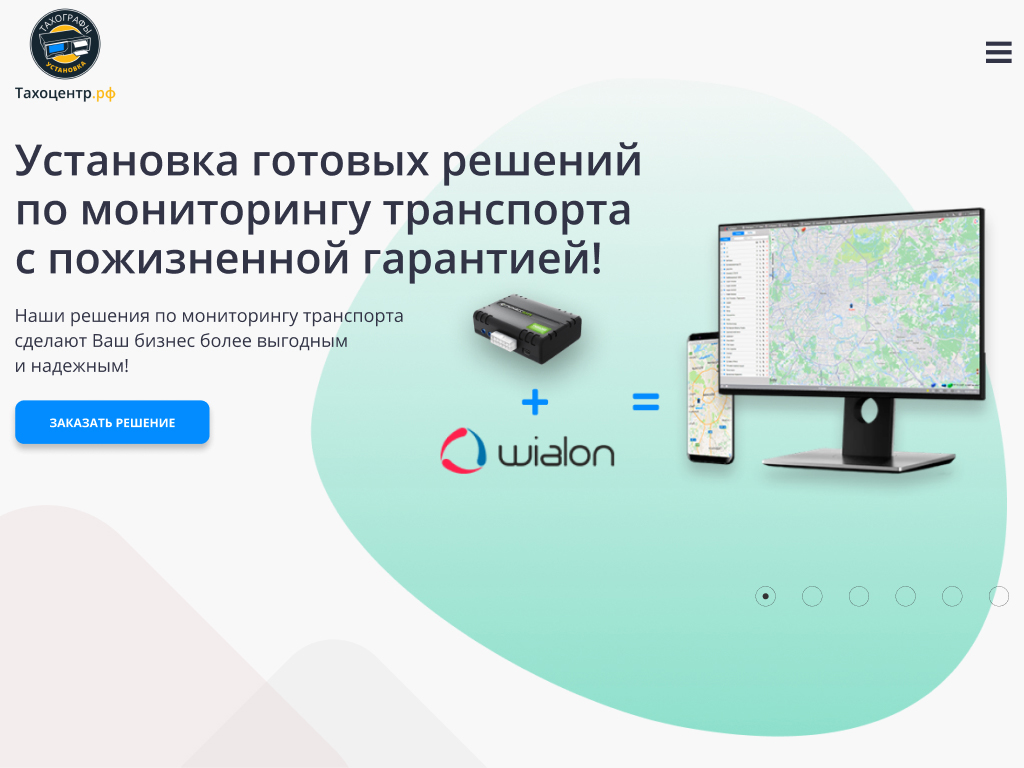 ТАХОГРАФЫ
УСТАНОВКА
Тахоцентр.рф
Установка готовых решений
по мониторингу транспорта
с пожизненной гарантией!
Наши решения по мониторингу транспорта
сделают Ваш бизнес более выгодным
и надежным!
ЗАКАЗАТЬ РЕШЕНИЕ
+
=
wialon